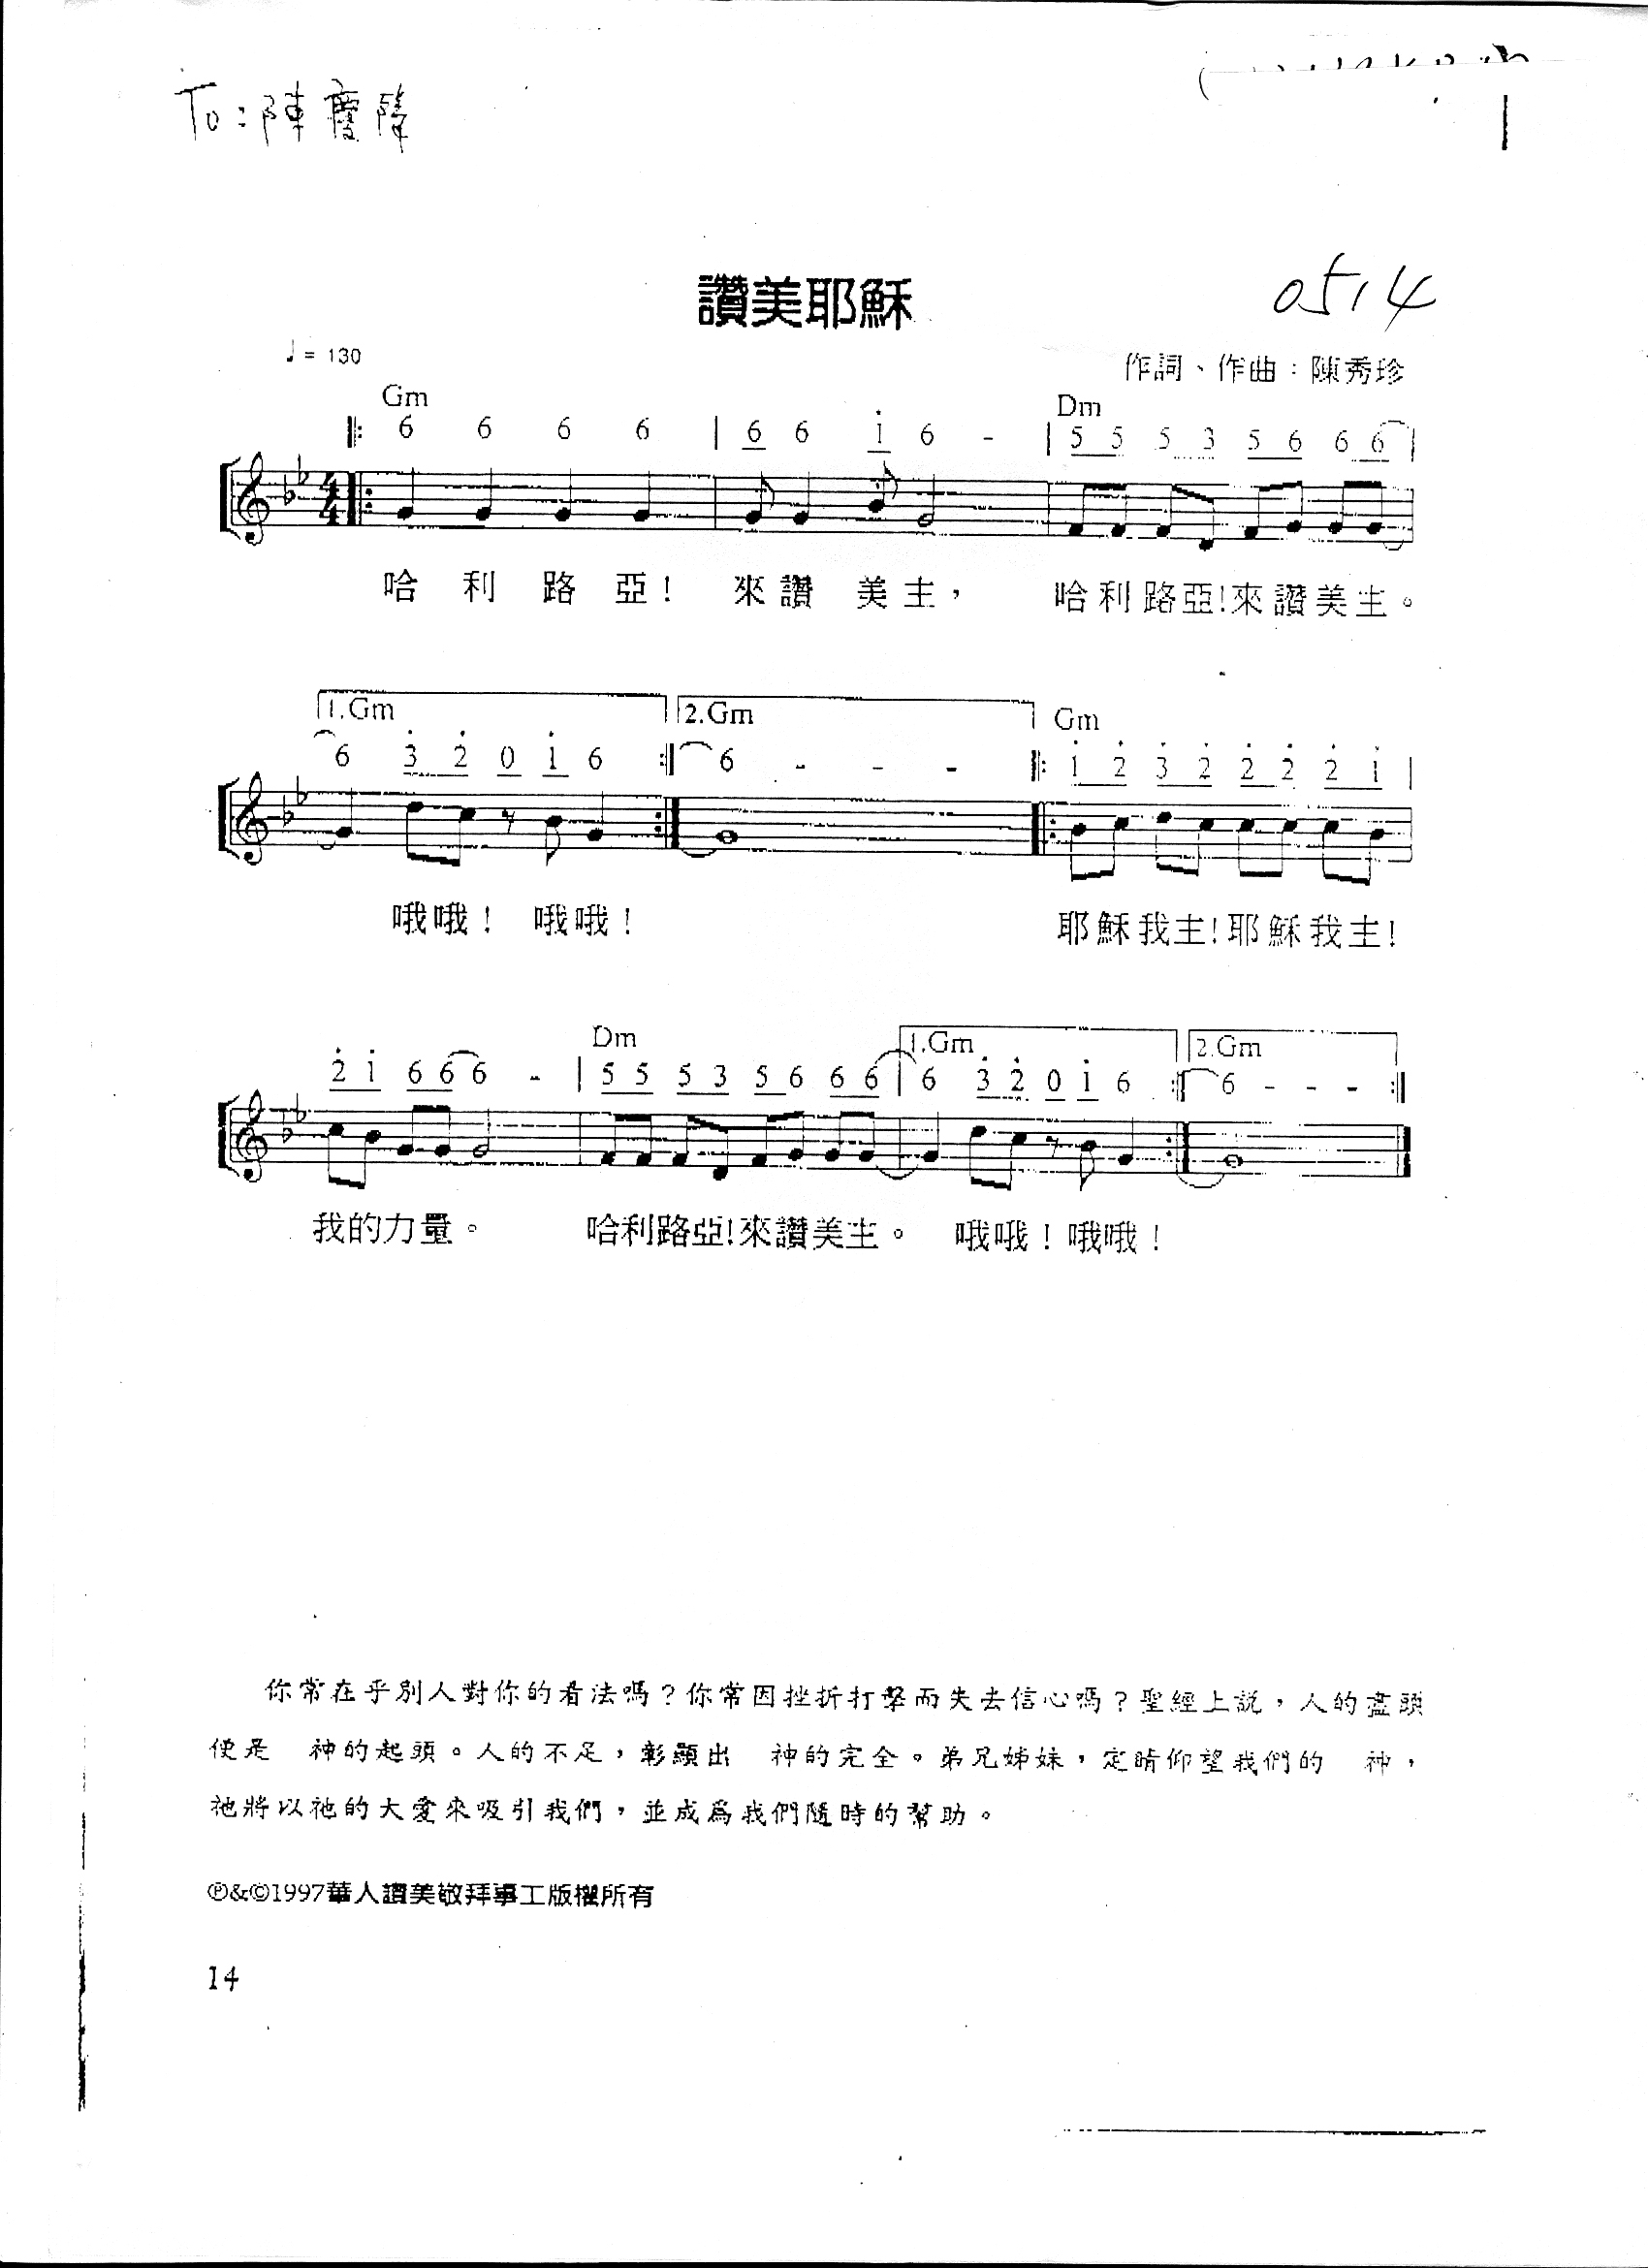 To:陳慶隆
讚美耶穌
0514
♩= 130
作詞、作曲:陳秀珍
Gm Dm
‖: 6 6 6 6 | 6 6 i 6 - | 5 5 5 3 5 6 6 6 |
哈利路亞! 來讚美主, 哈利路亞!來讚美主。
1.Gm 2.Gm Gm
6 3̇ 2̇ 0 i 6 :‖ 6 - - - ‖: i 2̇ 3̇ 2̇ 2̇ 2̇ 2̇ i |
哦哦! 哦哦! 耶穌我主!耶穌我主!
Dm 1.Gm 2.Gm
2̇ i 6 6 6 - | 5 5 5 3 5 6 6 6 | 6 3̇ 2̇ 0 i 6 :‖ 6 - - - :‖
我的力量。 哈利路亞!來讚美主。 哦哦!哦哦!
你常在乎別人對你的看法嗎?你常因挫折打擊而失去信心嗎?聖經上説,人的盡頭
便是 神的起頭。人的不足,彰顯出 神的完全。弟兄姊妹,定睛仰望我們的 神,
祂將以祂的大愛來吸引我們,並成爲我們隨時的幫助。
℗&©1997華人讚美敬拜事工版權所有
14